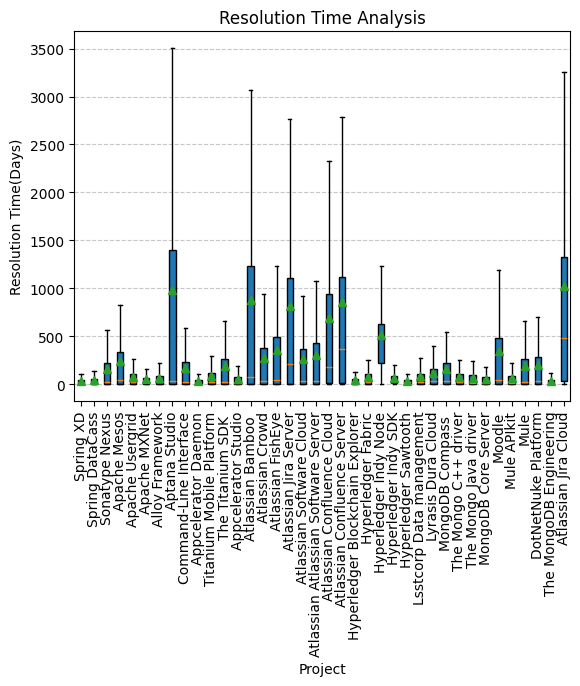 Resolution Time Analysis
Resolution Time(Days)
3500
3000
2500
2000
1500
1000
500
0
Spring XD
Spring DataCass
Sonatype Nexus
Apache Mesos
Apache Usergrid
Apache MXNet
Alloy Framework
Aptana Studio
Command-Line Interface
Appcelerator Daemon
Titanium Mobile Platform
The Titanium SDK
Appcelerator Studio
Atlassian Bamboo
Atlassian Crowd
Atlassian FishEye
Atlassian Jira Server
Atlassian Software Cloud
Atlassian Atlassian Software Server
Atlassian Confluence Cloud
Atlassian Confluence Server
Hyperledger Blockchain Explorer
Hyperledger Fabric
Hyperledger Indy Node
Hyperledger Indy SDK
Hyperledger Sawtooth
Lsstcorp Data management
Lyrasis Dura Cloud
MongoDB Compass
The Mongo C++ driver
The Mongo Java driver
MongoDB Core Server
Moodle
Mule APIkit
Mule
DotNetNuke Platform
The MongoDB Engineering
Atlassian Jira Cloud
Project